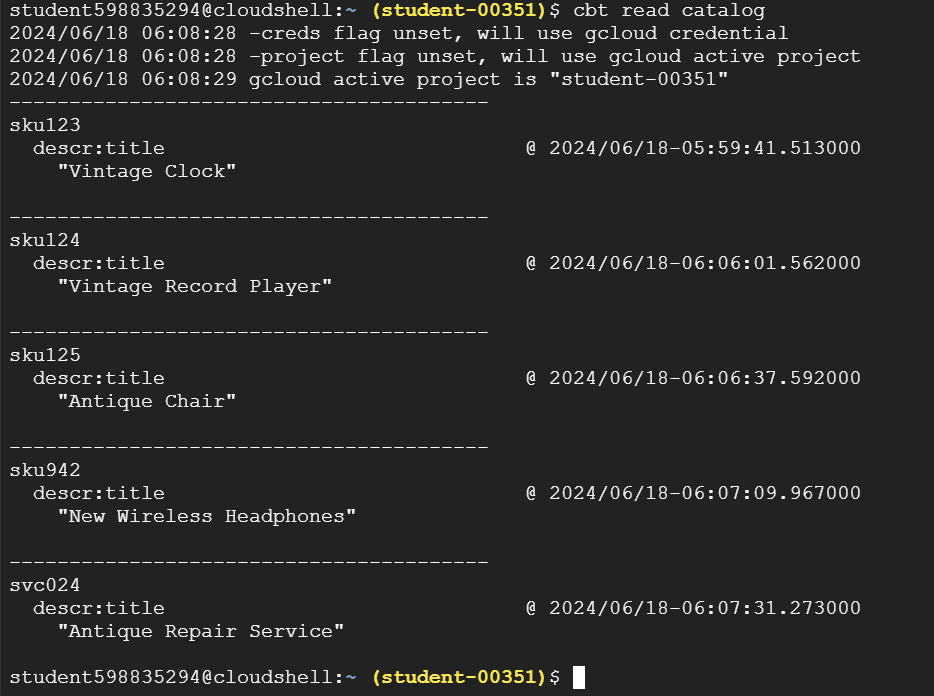 student598835294@cloudshell:~ (student-00351)$ cbt read catalog
2024/06/18 06:08:28 -creds flag unset, will use gcloud credential
2024/06/18 06:08:28 -project flag unset, will use gcloud active project
2024/06/18 06:08:29 gcloud active project is "student-00351"
----------------------------------------
sku123
  descr:title                              @ 2024/06/18-05:59:41.513000
    "Vintage Clock"
----------------------------------------
sku124
  descr:title                              @ 2024/06/18-06:06:01.562000
    "Vintage Record Player"
----------------------------------------
sku125
  descr:title                              @ 2024/06/18-06:06:37.592000
    "Antique Chair"
----------------------------------------
sku942
  descr:title                              @ 2024/06/18-06:07:09.967000
    "New Wireless Headphones"
----------------------------------------
svc024
  descr:title                              @ 2024/06/18-06:07:31.273000
    "Antique Repair Service"
student598835294@cloudshell:~ (student-00351)$